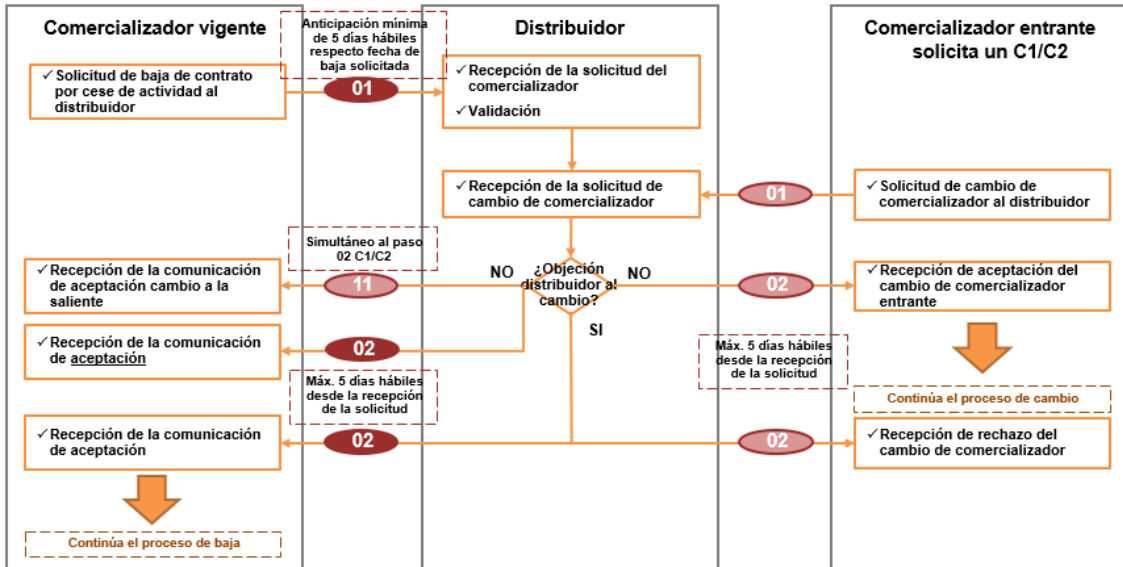 Comercializador vigente
Anticipación mínima
de 5 días hábiles
respecto fecha de
baja solicitada
Distribuidor
Comercializador entrante
solicita un C1/C2
✓ Solicitud de baja de contrato
por cese de actividad al
distribuidor
01
✓ Recepción de la solicitud del
comercializador
✓ Validación
✓ Recepción de la solicitud de
cambio de comercializador
01
✓ Solicitud de cambio de
comercializador al distribuidor
Simultáneo al paso
02 C1/C2
✓ Recepción de la comunicación
de aceptación cambio a la
saliente
11
NO
¿Objeción
distribuidor al
cambio?
NO
02
✓ Recepción de aceptación del
cambio de comercializador
entrante
SI
✓ Recepción de la comunicación
de aceptación
02
Máx. 5 días hábiles
desde la recepción
de la solicitud
Máx. 5 días hábiles
desde la recepción
de la solicitud
Continúa el proceso de cambio
✓ Recepción de la comunicación
de aceptación
02
02
✓ Recepción de rechazo del
cambio de comercializador
Continúa el proceso de baja